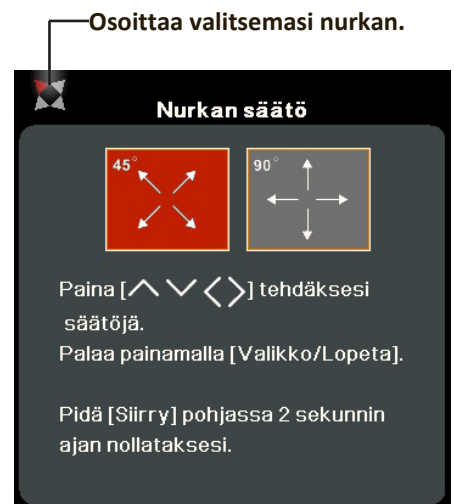 Osoittaa valitsemasi nurkan.
Nurkan säätö
45° 90°
Paina [∧ ∨ < >] tehdäksesi
säätöjä.
Palaa painamalla [Valikko/Lopeta].
Pidä [Siirry] pohjassa 2 sekunnin
ajan nollataksesi.